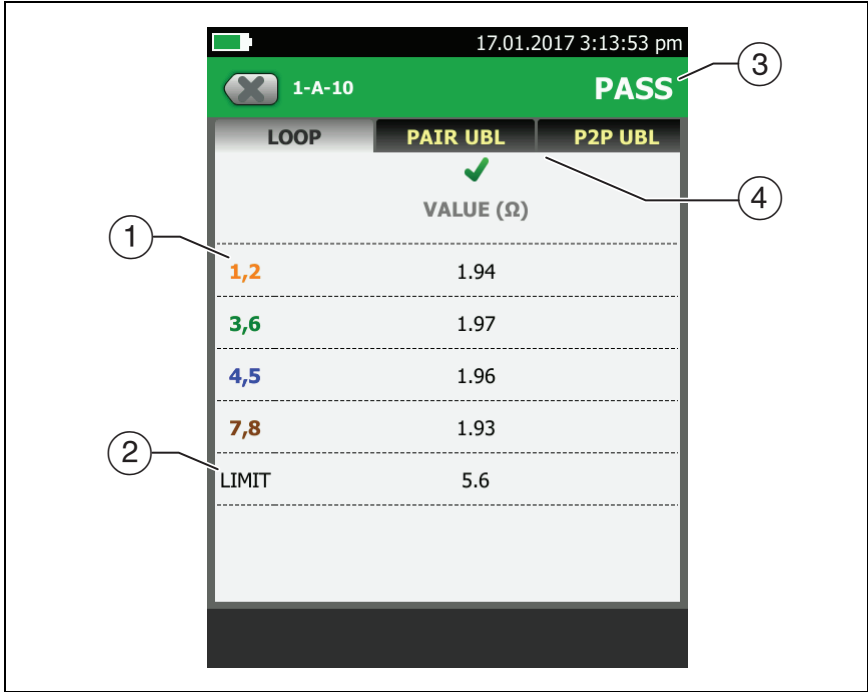 17.01.2017 3:13:53 pm
1-A-10 PASS
3
LOOP PAIR UBL P2P UBL
4
VALUE (Ω)
1
1,2 1.94
3,6 1.97
4,5 1.96
7,8 1.93
2
LIMIT 5.6